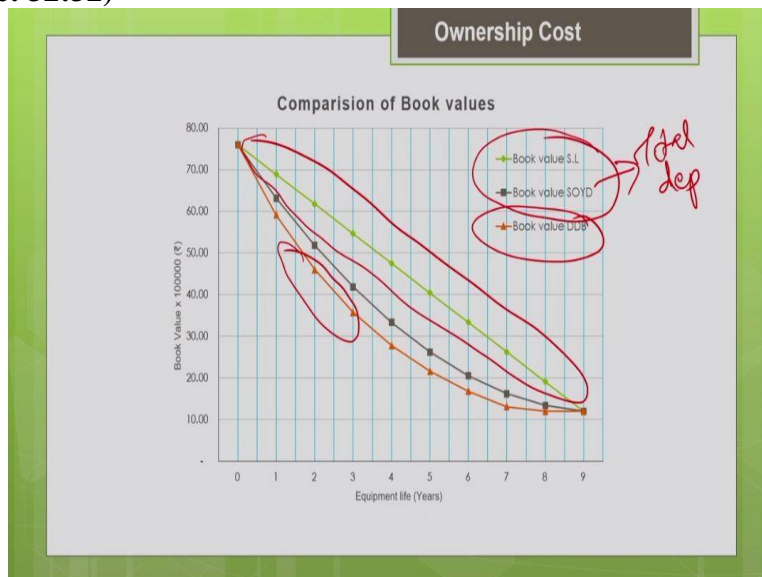 Ownership Cost
Comparision of Book values
80.00
70.00
60.00
50.00
40.00
30.00
20.00
10.00
-
Book Value x 100000 (₹)
Book value S.L
Book value SOYD
Book value DDB
Total
dep
0 1 2 3 4 5 6 7 8 9
Equipment life (Years)